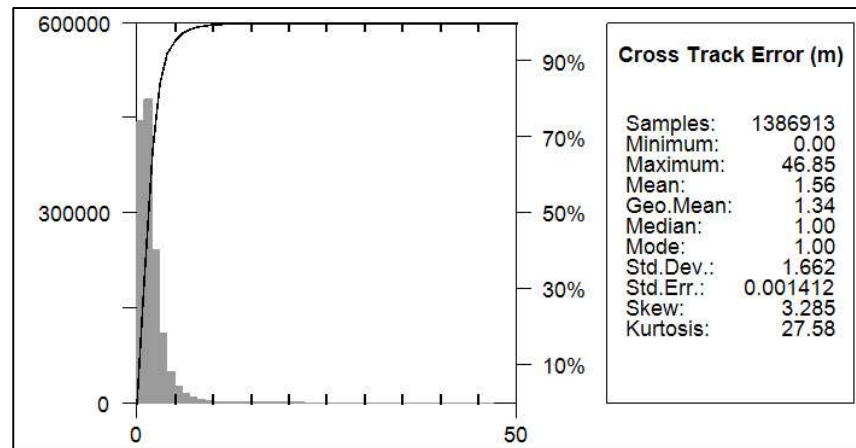 600000
300000
0
0
50
90%
70%
50%
30%
10%
Cross Track Error (m)
Samples: 1386913
Minimum: 0.00
Maximum: 46.85
Mean: 1.56
Geo.Mean: 1.34
Median: 1.00
Mode: 1.00
Std.Dev.: 1.662
Std.Err.: 0.001412
Skew: 3.285
Kurtosis: 27.58